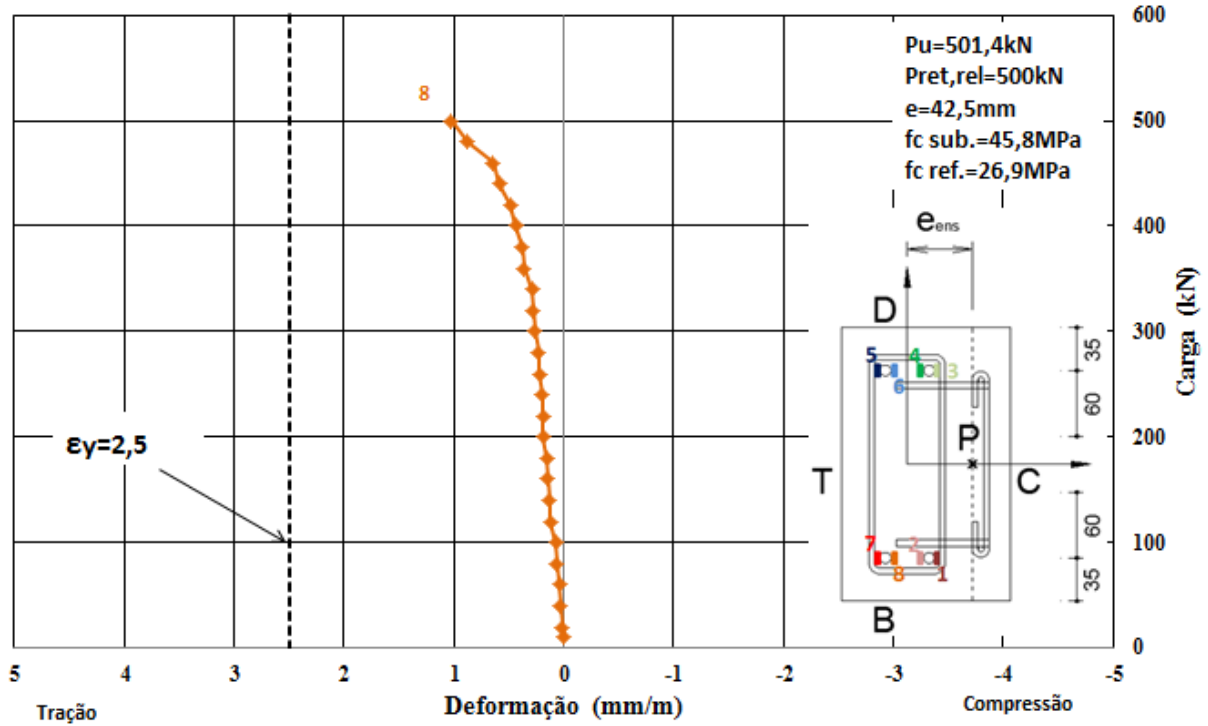 600
500
400
300
200
100
0
Carga (kN)
8
Pu=501,4kN
Pret,rel=500kN
e=42,5mm
fc sub.=45,8MPa
fc ref.=26,9MPa
eens
D
5
4
3
6
P
T
C
7
2
8
1
B
35
60
60
35
εy=2,5
5
4
3
2
1
0
-1
-2
-3
-4
-5
Tração
Deformação (mm/m)
Compressão